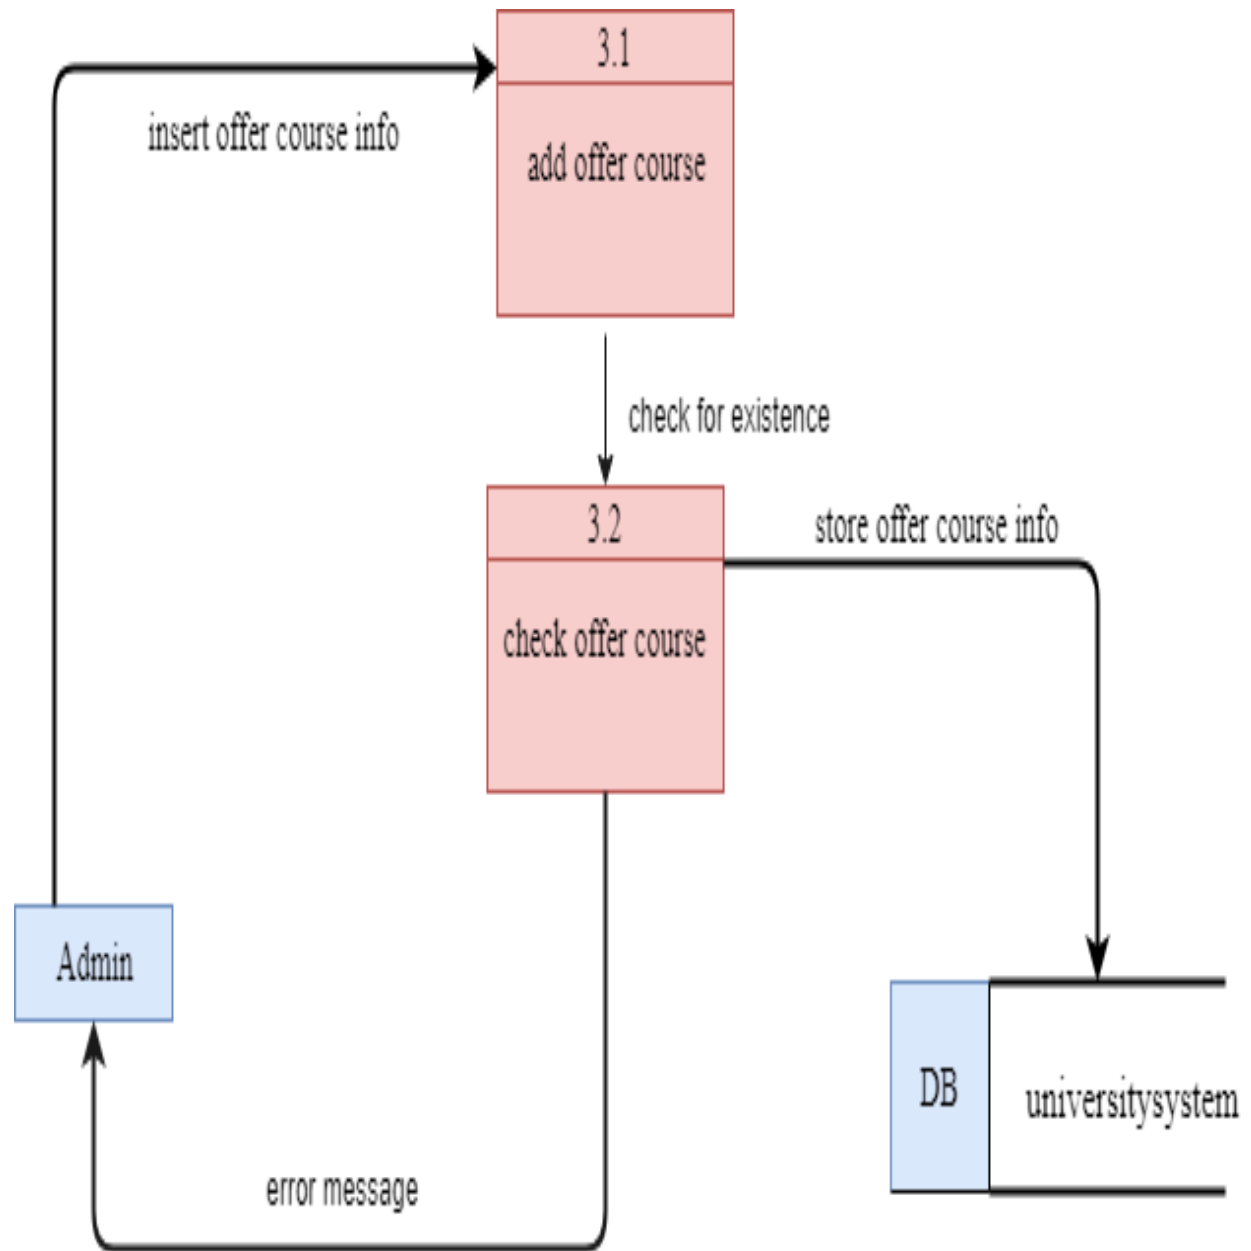 3.1
insert offer course info
add offer course
check for existence
3.2
store offer course info
check offer course
Admin
DB
universitysystem
error message